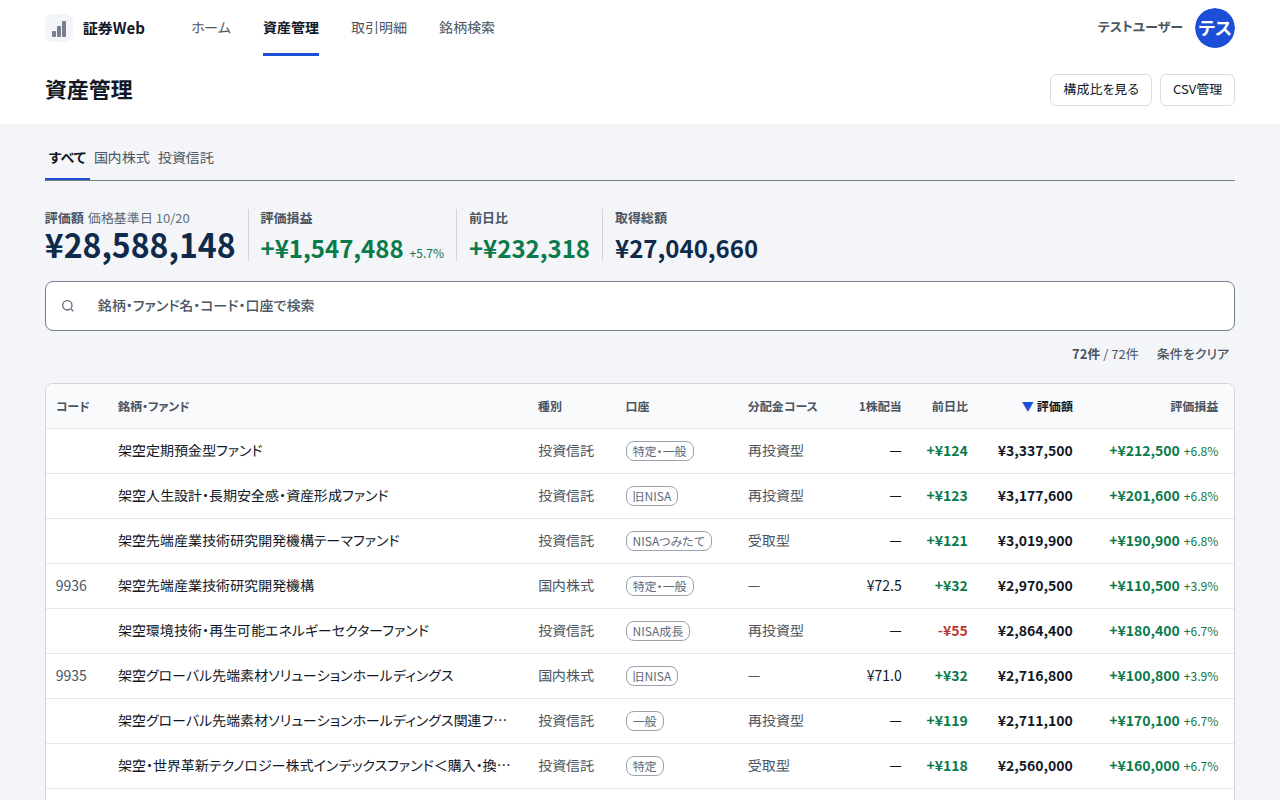 証券Web ホーム 資産管理 取引明細 銘柄検索 テストユーザー テス
資産管理 構成比を見る CSV管理
すべて 国内株式 投資信託
評価額 価格基準日 10/20 評価損益 前日比 取得総額
¥28,588,148 +¥1,547,488 +5.7% +¥232,318 ¥27,040,660
銘柄・ファンド名・コード・口座で検索
72件 / 72件 条件をクリア
コード 銘柄・ファンド 種別 口座 分配金コース 1株配当 前日比 ▼ 評価額 評価損益
架空定期預金型ファンド 投資信託 特定・一般 再投資型 — +¥124 ¥3,337,500 +¥212,500 +6.8%
架空人生設計・長期安全感・資産形成ファンド 投資信託 旧NISA 再投資型 — +¥123 ¥3,177,600 +¥201,600 +6.8%
架空先端産業技術研究開発機構テーマファンド 投資信託 NISAつみたて 受取型 — +¥121 ¥3,019,900 +¥190,900 +6.8%
9936 架空先端産業技術研究開発機構 国内株式 特定・一般 — ¥72.5 +¥32 ¥2,970,500 +¥110,500 +3.9%
架空環境技術・再生可能エネルギーセクターファンド 投資信託 NISA成長 再投資型 — -¥55 ¥2,864,400 +¥180,400 +6.7%
9935 架空グローバル先端素材ソリューションホールディングス 国内株式 旧NISA — ¥71.0 +¥32 ¥2,716,800 +¥100,800 +3.9%
架空グローバル先端素材ソリューションホールディングス関連フ… 投資信託 一般 再投資型 — +¥119 ¥2,711,100 +¥170,100 +6.7%
架空・世界革新テクノロジー株式インデックスファンド＜購入・換… 投資信託 特定 受取型 — +¥118 ¥2,560,000 +¥160,000 +6.7%